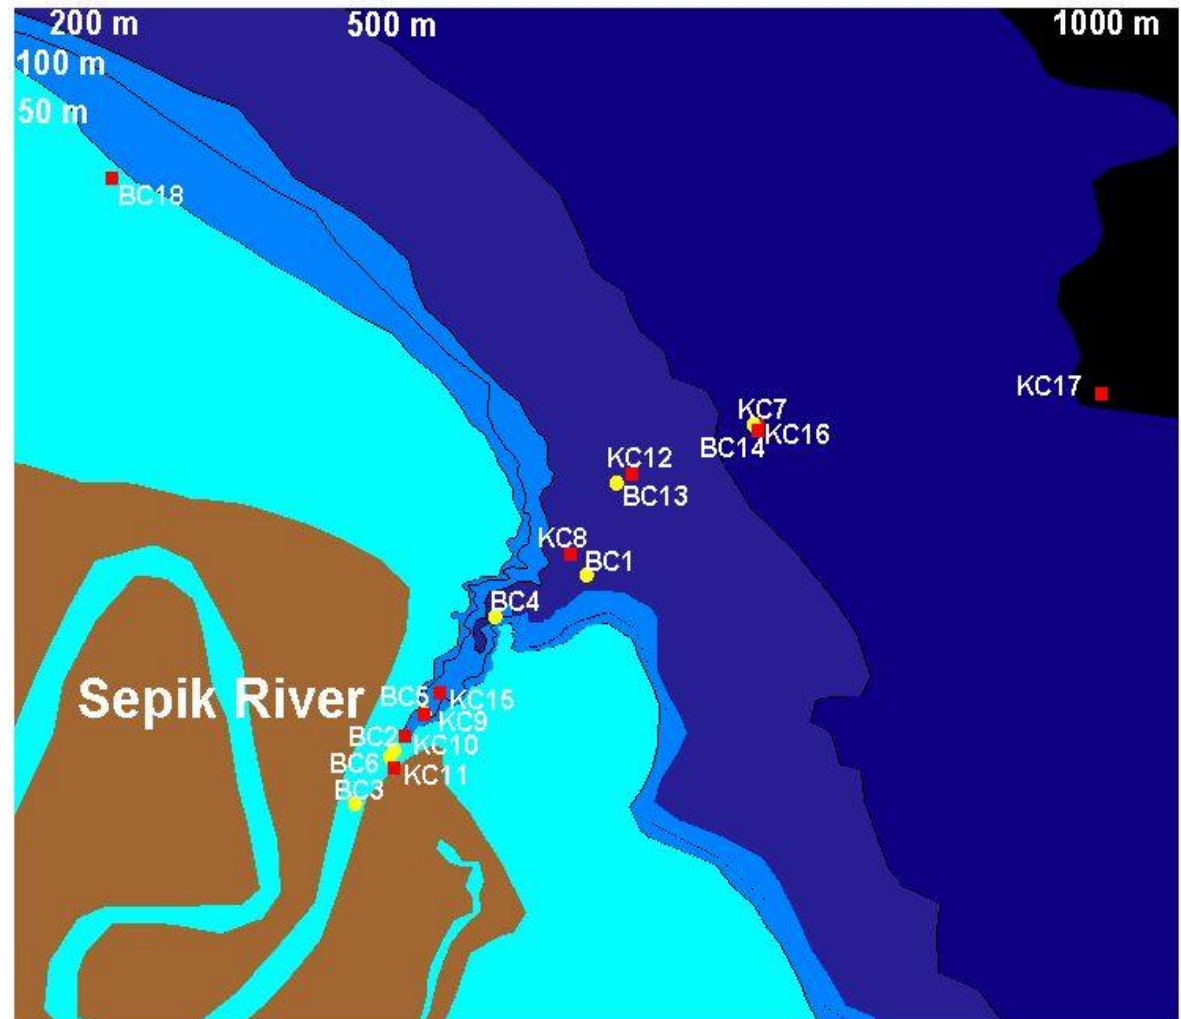 200 m
500 m
1000 m
100 m
50 m
BC18
KC17
KC7
KC16
BC14
KC12
BC13
KC8
BC1
BC4
Sepik River
BC5
KC15
KC9
BC2
KC10
BC6
KC11
BC3